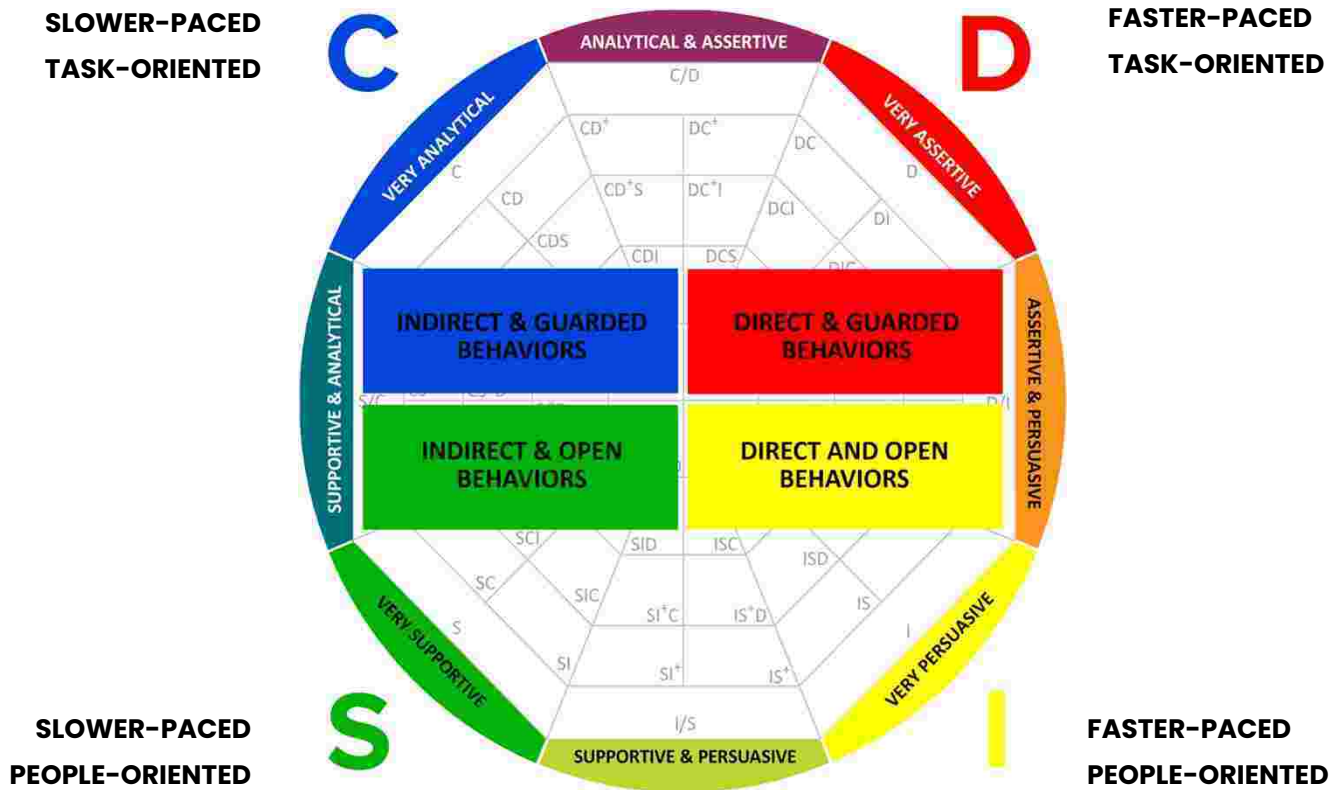 SLOWER-PACED
TASK-ORIENTED
C
D
FASTER-PACED
TASK-ORIENTED
ANALYTICAL & ASSERTIVE
C/D
VERY ANALYTICAL
VERY ASSERTIVE
C
CD⁺
DC⁺
DC
D
CD
CD⁺S
DC⁺I
DCI
DI
CDS
CDI
DCS
DIC
SUPPORTIVE & ANALYTICAL
INDIRECT & GUARDED
BEHAVIORS
DIRECT & GUARDED
BEHAVIORS
ASSERTIVE & PERSUASIVE
S/C
D/I
INDIRECT & OPEN
BEHAVIORS
DIRECT AND OPEN
BEHAVIORS
SCI
SID
ISC
ISD
SC
SIC
SI⁺C
IS⁺D
IS
S
I
SI
SI⁺
IS⁺
VERY SUPPORTIVE
VERY PERSUASIVE
I/S
SUPPORTIVE & PERSUASIVE
S
I
SLOWER-PACED
PEOPLE-ORIENTED
FASTER-PACED
PEOPLE-ORIENTED